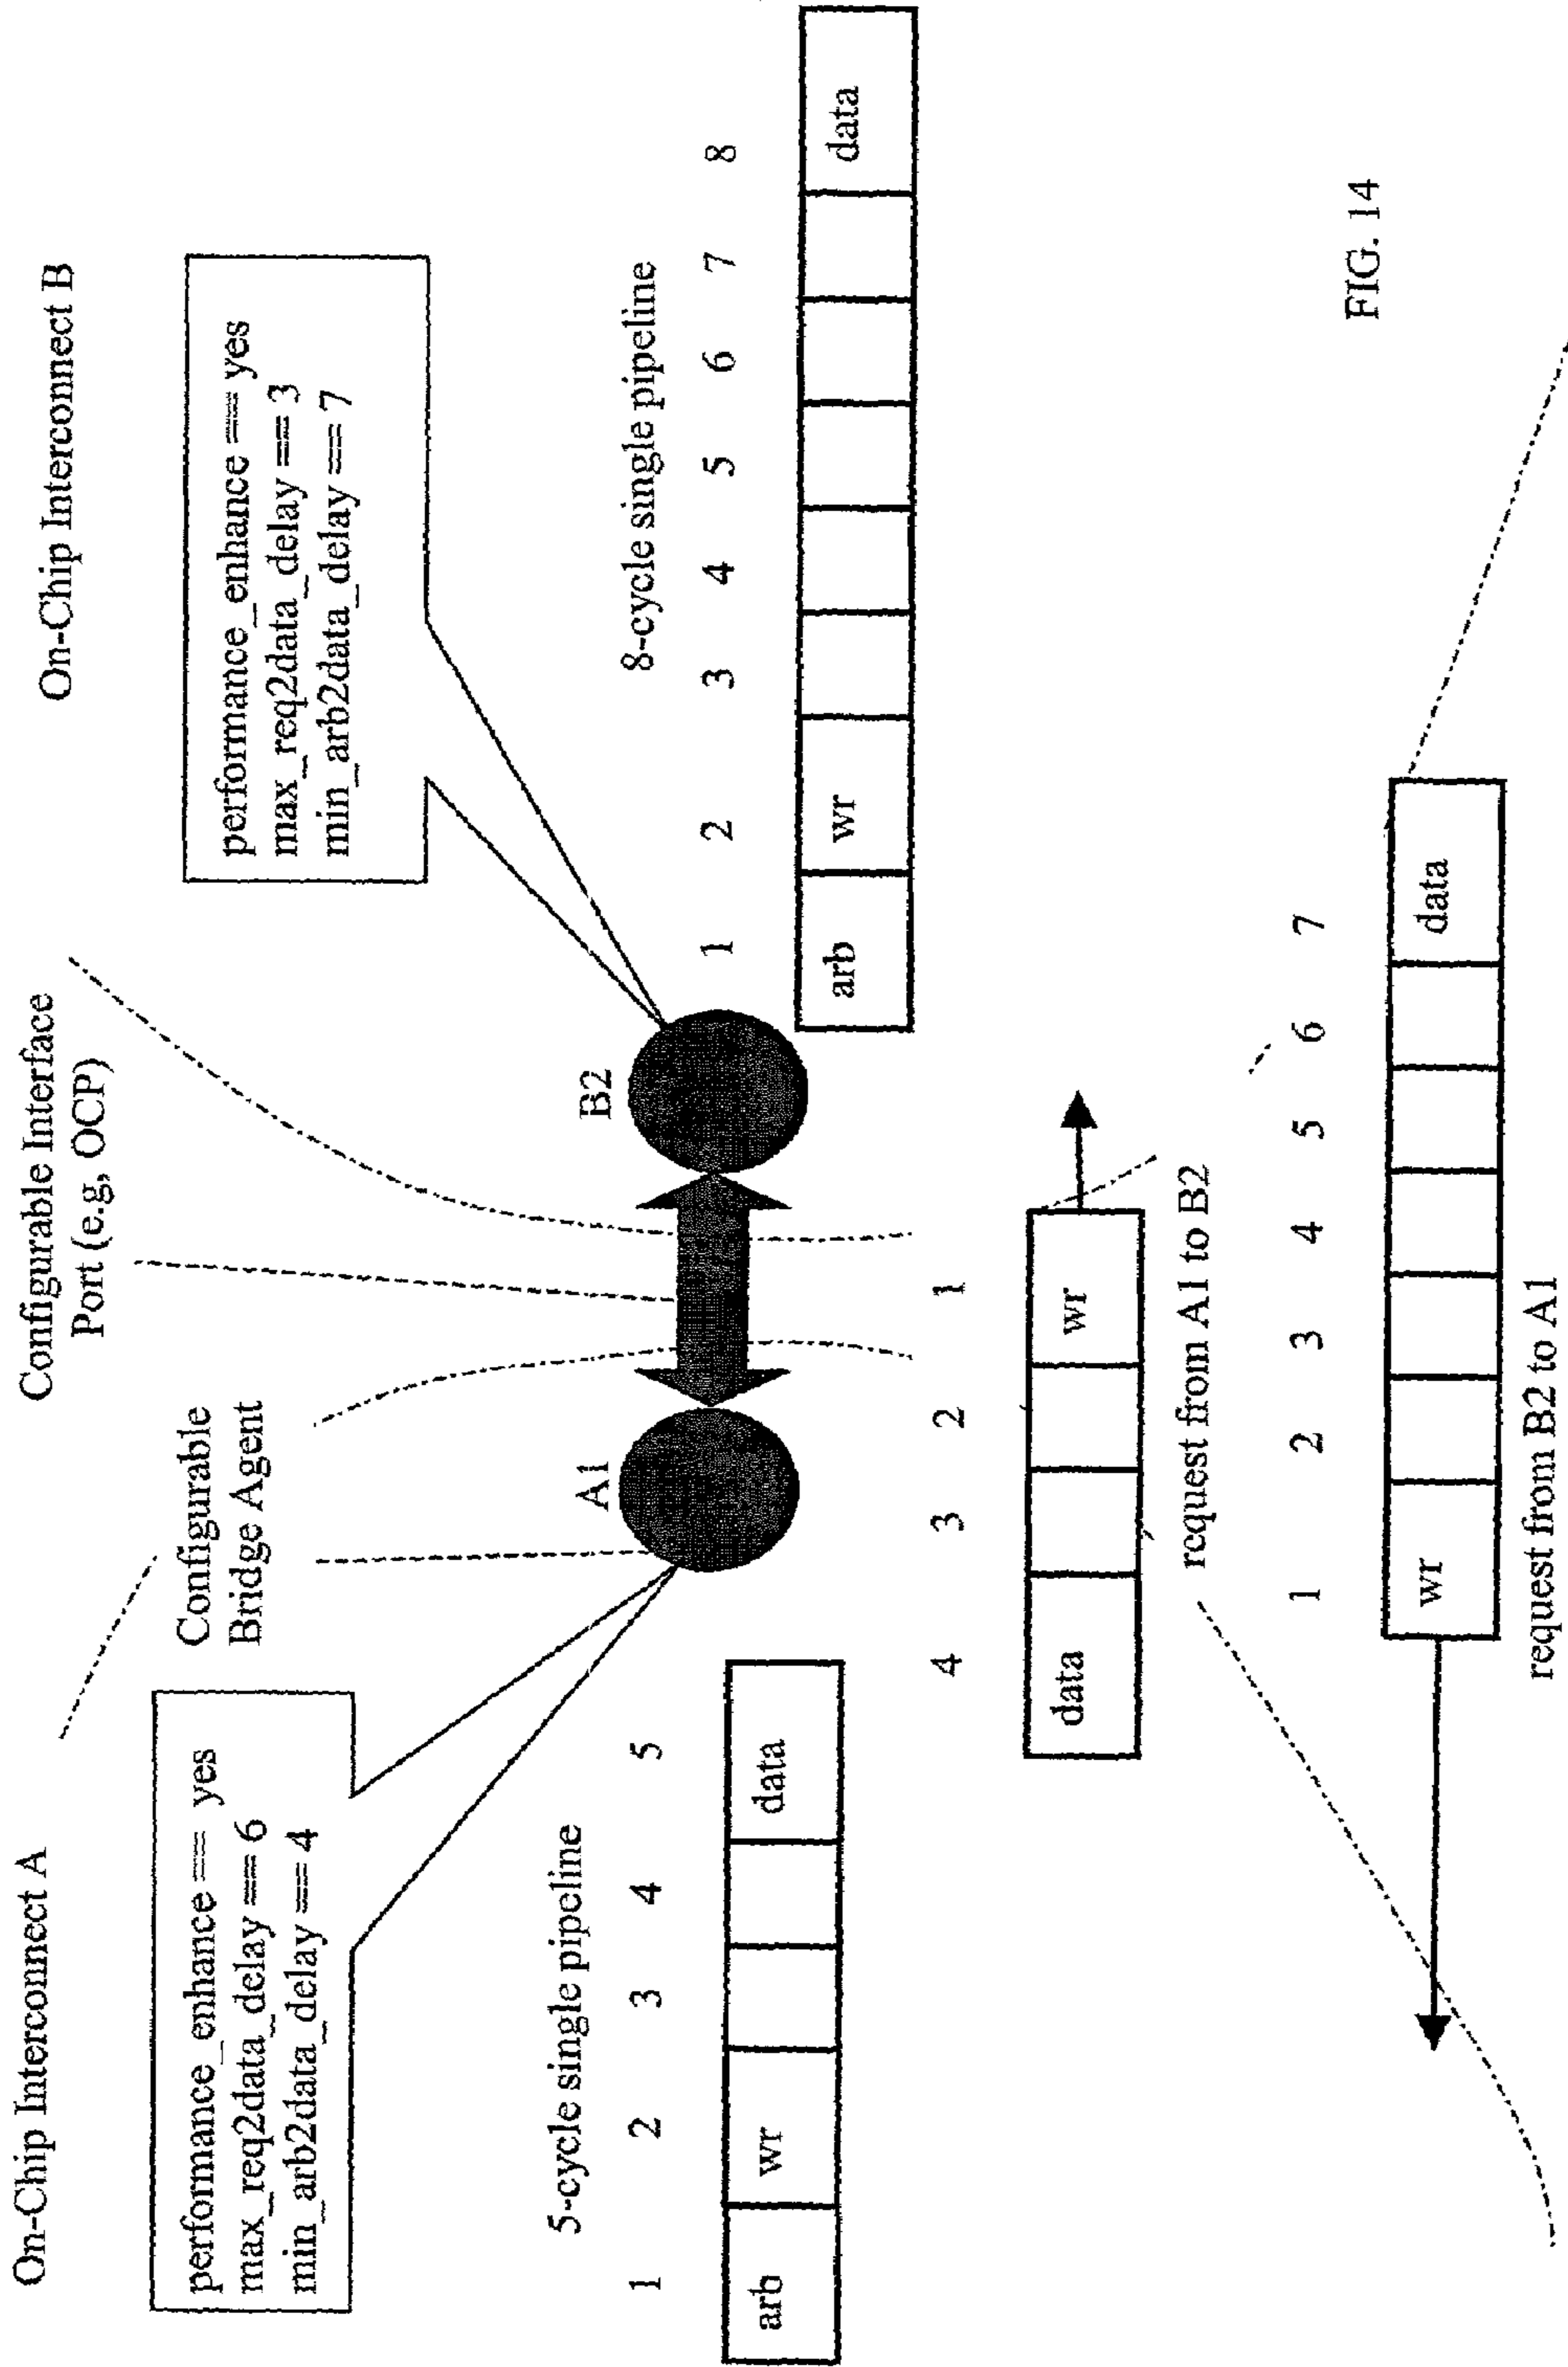 On-Chip Interconnect A
Configurable Interface
Port (e.g, OCP)
On-Chip Interconnect B
Configurable
Bridge Agent
performance_enhance == yes
max_req2data_delay == 6
min_arb2data_delay == 4
performance_enhance == yes
max_req2data_delay == 3
min_arb2data_delay == 7
A1
B2
5-cycle single pipeline
1 2 3 4 5
arb wr data
8-cycle single pipeline
1 2 3 4 5 6 7 8
arb wr data
4 3 2 1
data wr
request from A1 to B2
1 2 3 4 5 6 7
wr data
request from B2 to A1
FIG. 14